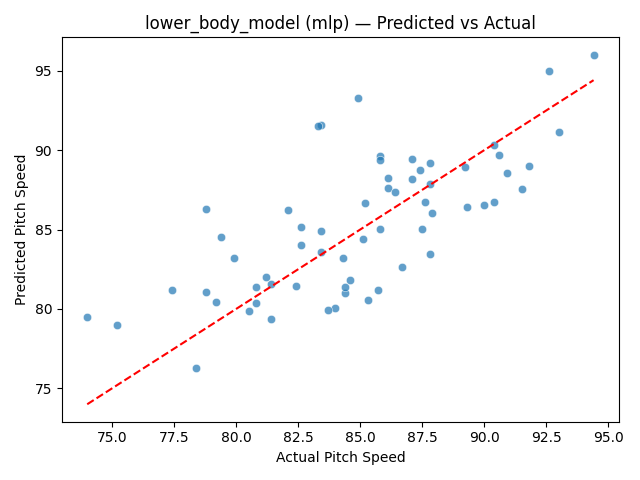 lower_body_model (mlp) — Predicted vs Actual
Predicted Pitch Speed
95
90
85
80
75
75.0 77.5 80.0 82.5 85.0 87.5 90.0 92.5 95.0
Actual Pitch Speed